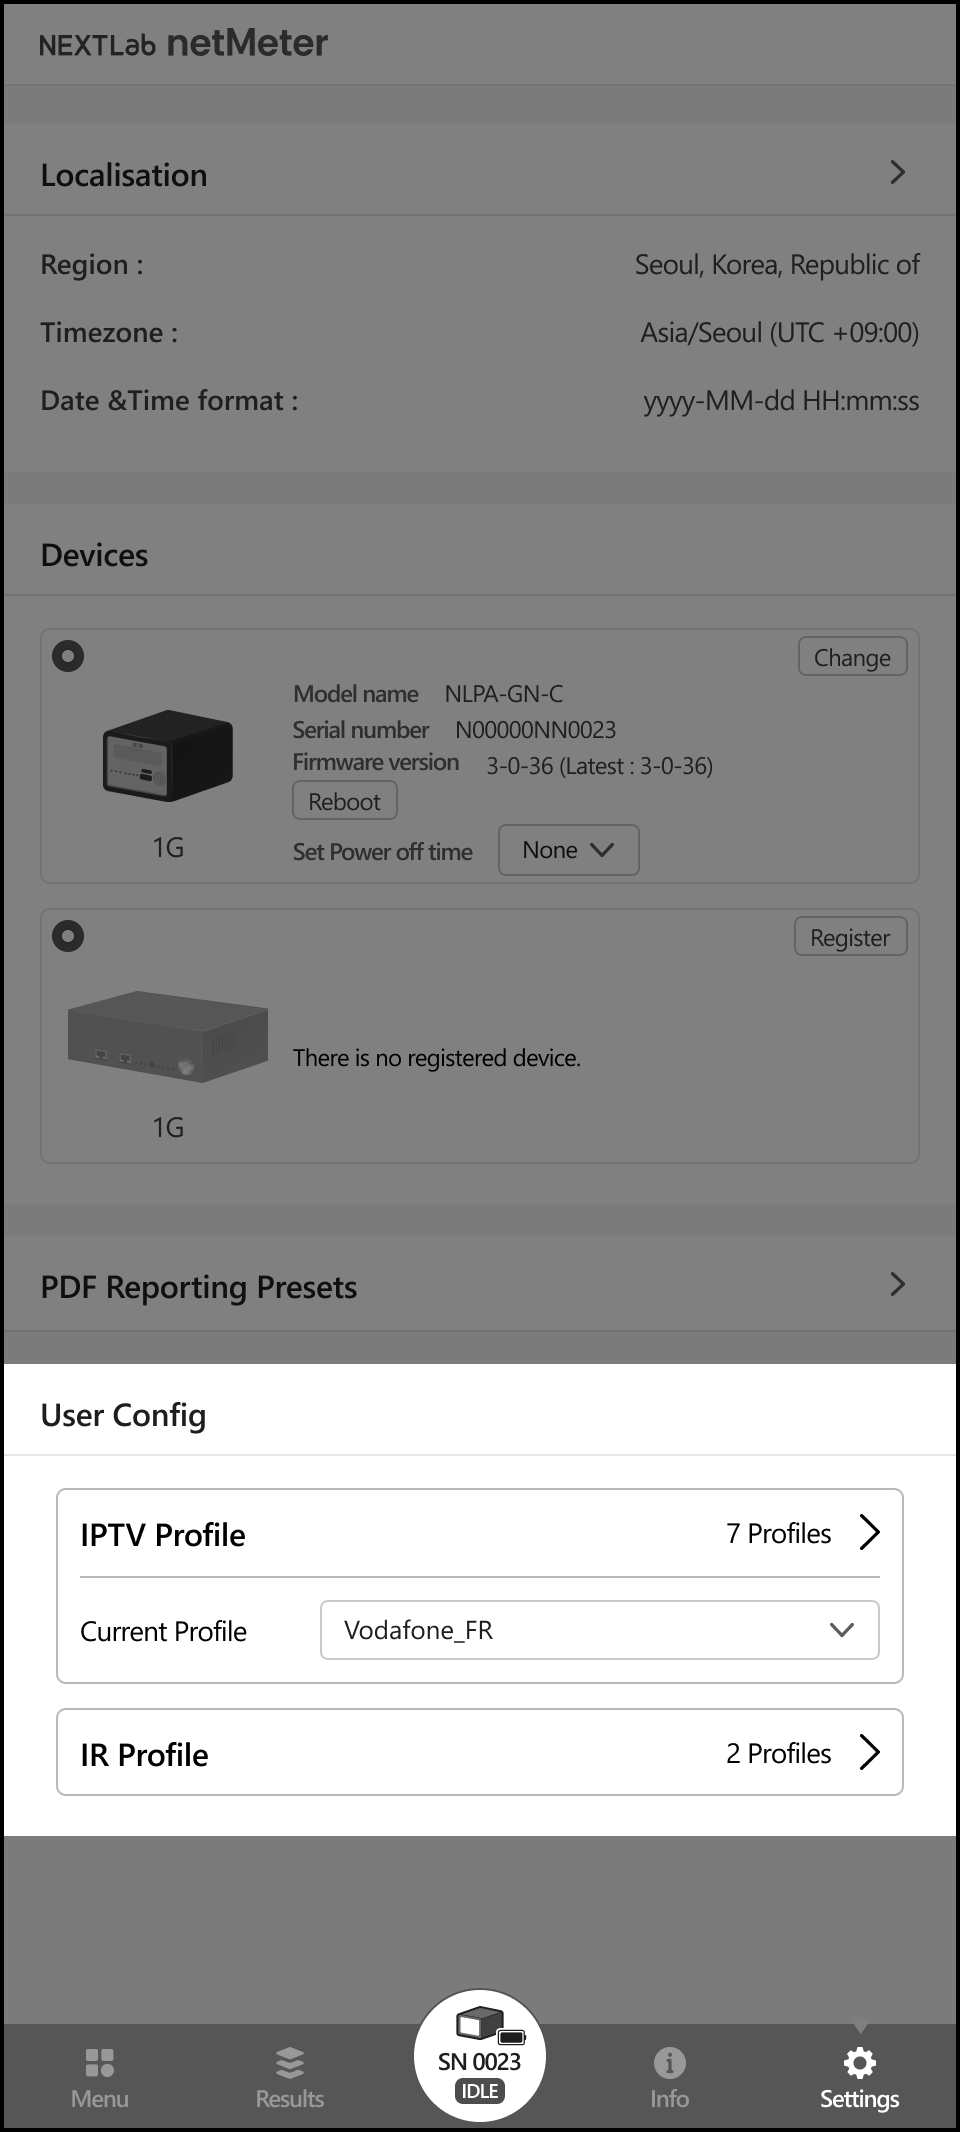 NEXTLab netMeter
Localisation
Region : Seoul, Korea, Republic of
Timezone : Asia/Seoul (UTC +09:00)
Date &Time format : yyyy-MM-dd HH:mm:ss
Devices
Change
Model name NLPA-GN-C
Serial number N00000NN0023
Firmware version 3-0-36 (Latest : 3-0-36)
Reboot
Set Power off time None
1G
Register
There is no registered device.
1G
PDF Reporting Presets
User Config
IPTV Profile 7 Profiles
Current Profile Vodafone_FR
IR Profile 2 Profiles
Menu
Results
SN 0023
IDLE
Info
Settings